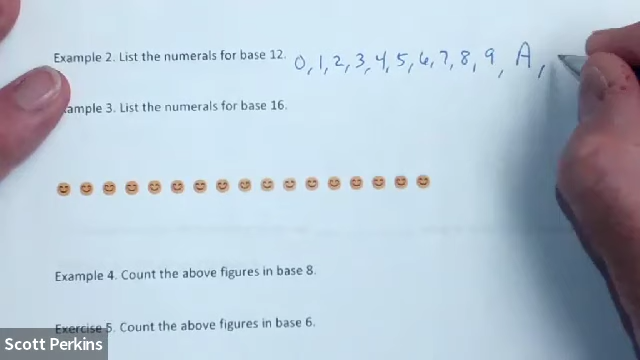 Example 2. List the numerals for base 12. 0, 1, 2, 3, 4, 5, 6, 7, 8, 9, A,
ample 3. List the numerals for base 16.
Example 4. Count the above figures in base 8.
Exercise 5. Count the above figures in base 6.
Scott Perkins